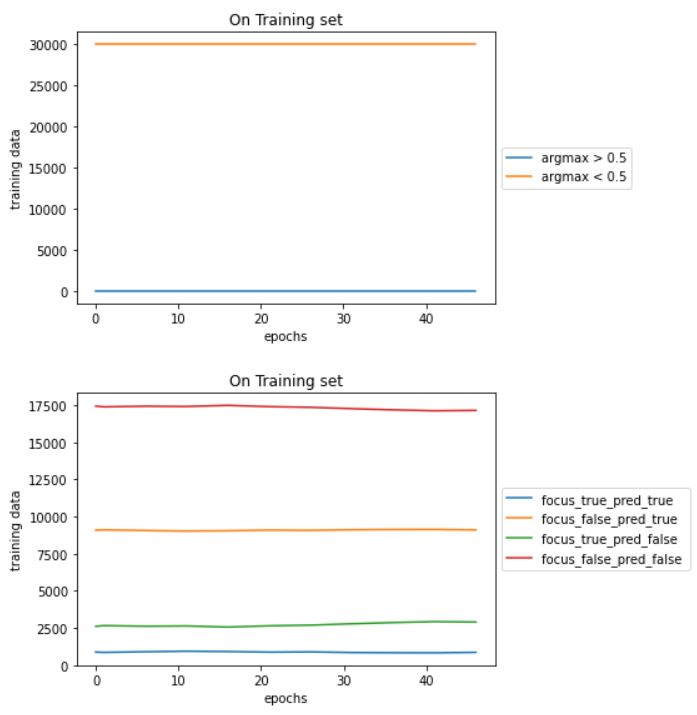 On Training set
30000
25000
20000
15000
10000
5000
0
training data
0 10 20 30 40
epochs
argmax > 0.5
argmax < 0.5
On Training set
17500
15000
12500
10000
7500
5000
2500
0
training data
0 10 20 30 40
epochs
focus_true_pred_true
focus_false_pred_true
focus_true_pred_false
focus_false_pred_false